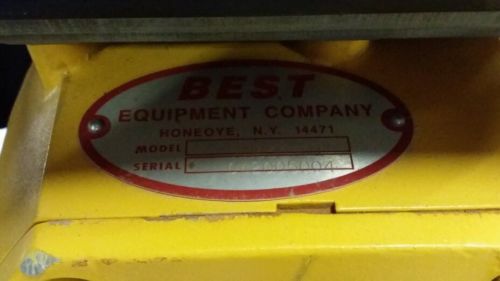 BEST
EQUIPMENT COMPANY
HONEOYE, N.Y. 14471
MODEL
SERIAL